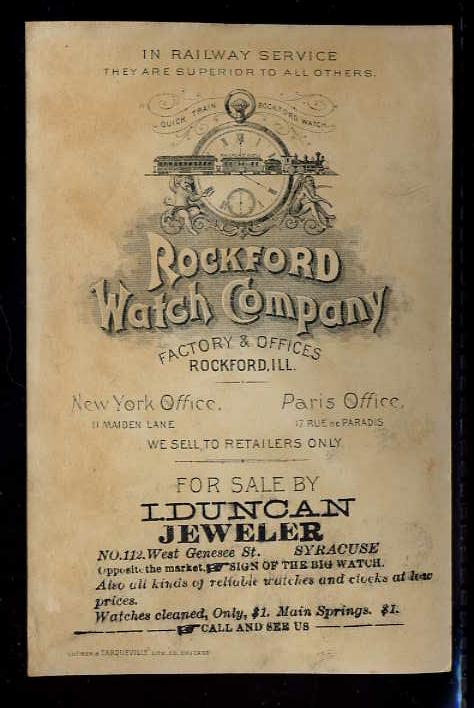 IN RAILWAY SERVICE
THEY ARE SUPERIOR TO ALL OTHERS.
QUICK TRAIN ROCKFORD WATCH
ROCKFORD
Watch Company
FACTORY & OFFICES
ROCKFORD, ILL.
New York Office, Paris Office,
11 MAIDEN LANE 17 RUE DE PARADIS
WE SELL TO RETAILERS ONLY
FOR SALE BY
I. DUNCAN
JEWELER
NO. 112. West Genesee St. SYRACUSE
Opposite the market. ☞ SIGN OF THE BIG WATCH.
Also all kinds of reliable watches and clocks at low
prices.
Watches cleaned, Only, $1. Main Springs. $1.
☞ CALL AND SEE US
LITH. CO. CHICAGO